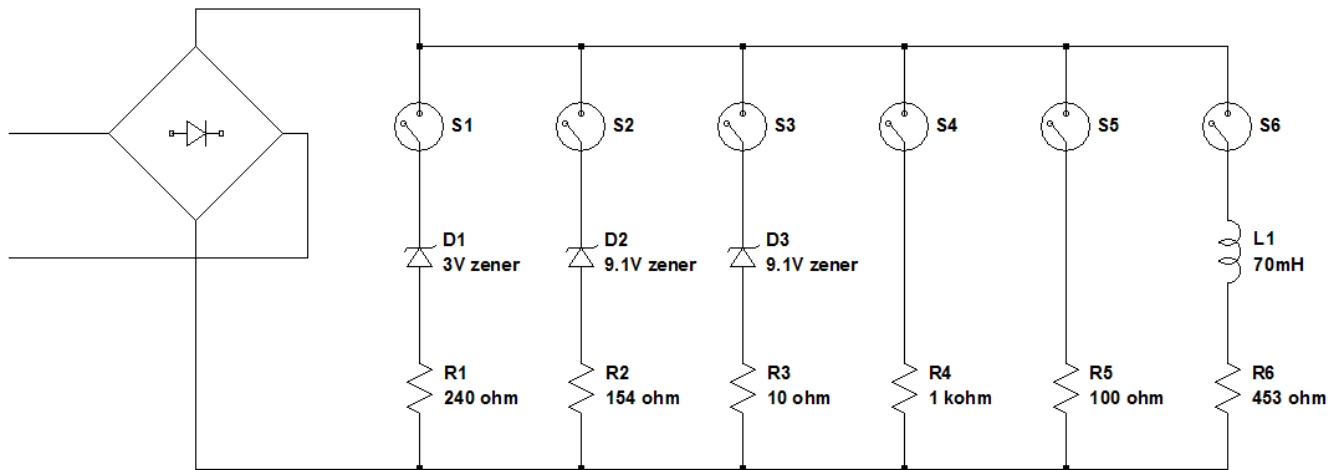 S1
S2
S3
S4
S5
S6
D1
3V zener
D2
9.1V zener
D3
9.1V zener
L1
70mH
R1
240 ohm
R2
154 ohm
R3
10 ohm
R4
1 kohm
R5
100 ohm
R6
453 ohm